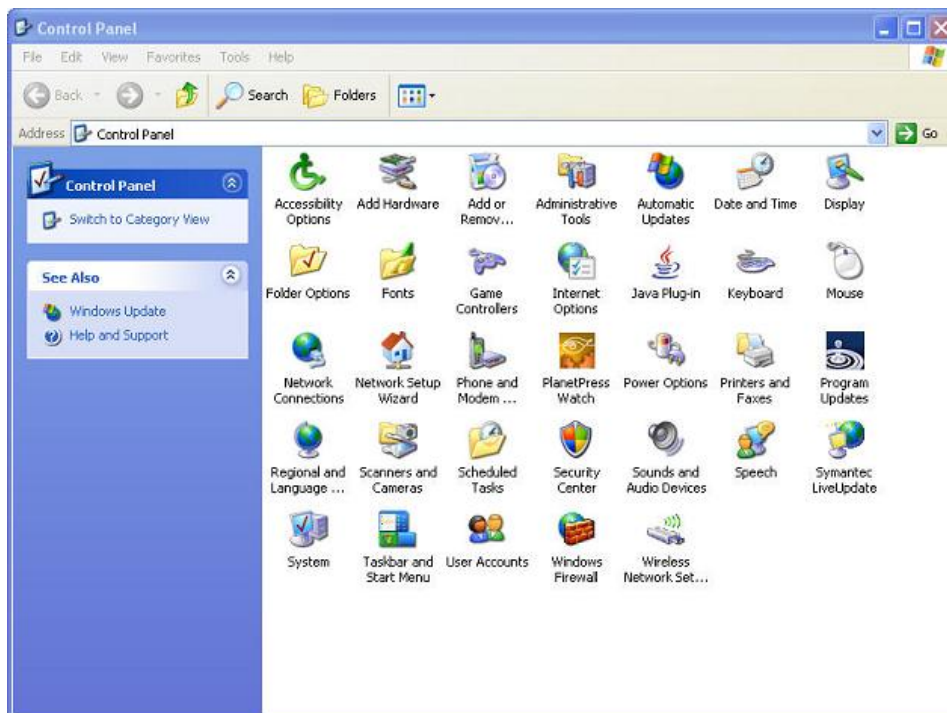 Control Panel
File Edit View Favorites Tools Help
Back Search Folders
Address Control Panel Go
Control Panel
Switch to Category View
See Also
Windows Update
Help and Support
Accessibility Options
Add Hardware
Add or Remov...
Administrative Tools
Automatic Updates
Date and Time
Display
Folder Options
Fonts
Game Controllers
Internet Options
Java Plug-in
Keyboard
Mouse
Network Connections
Network Setup Wizard
Phone and Modem ...
PlanetPress Watch
Power Options
Printers and Faxes
Program Updates
Regional and Language ...
Scanners and Cameras
Scheduled Tasks
Security Center
Sounds and Audio Devices
Speech
Symantec LiveUpdate
System
Taskbar and Start Menu
User Accounts
Windows Firewall
Wireless Network Set...